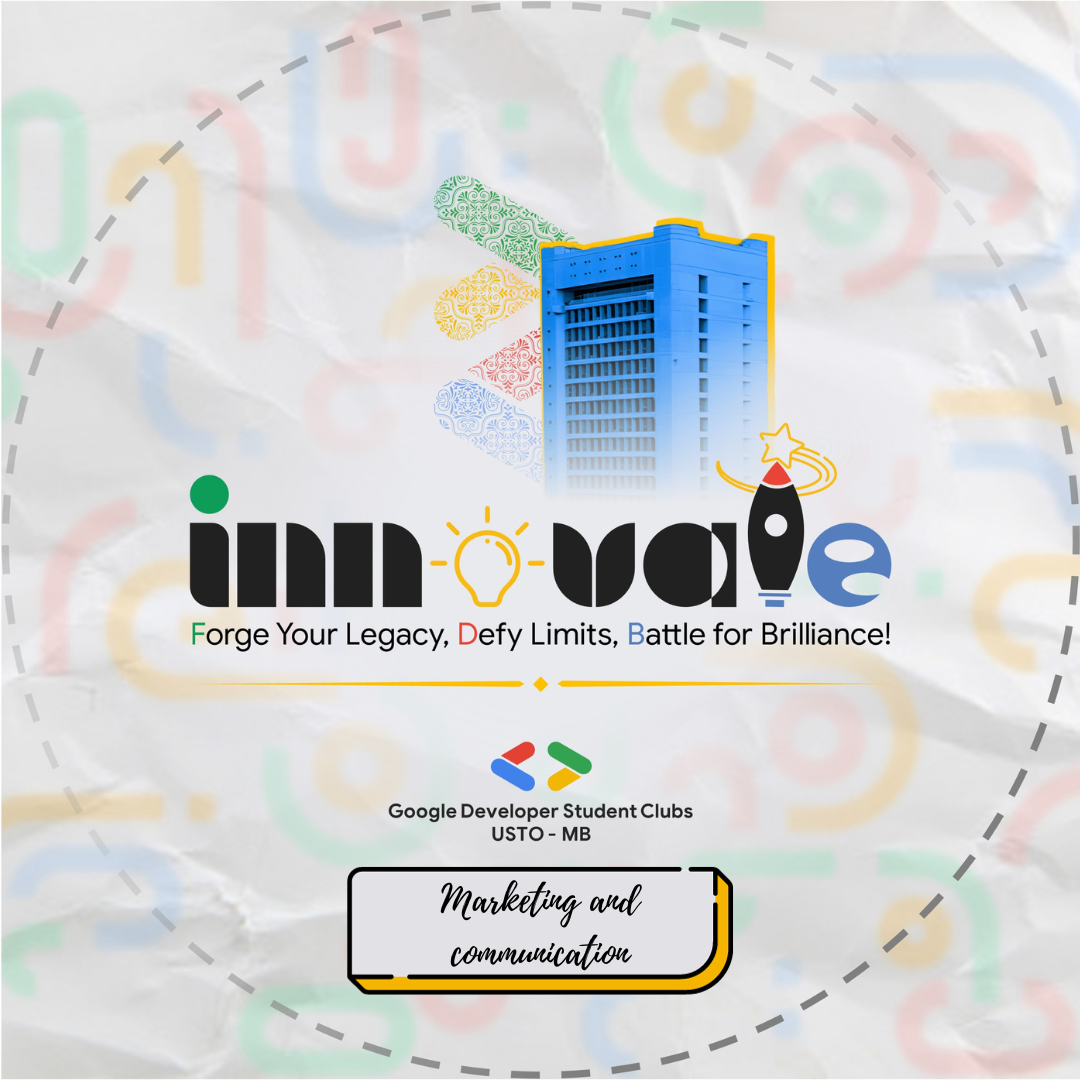 innovate
Forge Your Legacy, Defy Limits, Battle for Brilliance!
Google Developer Student Clubs
USTO - MB
Marketing and
communication